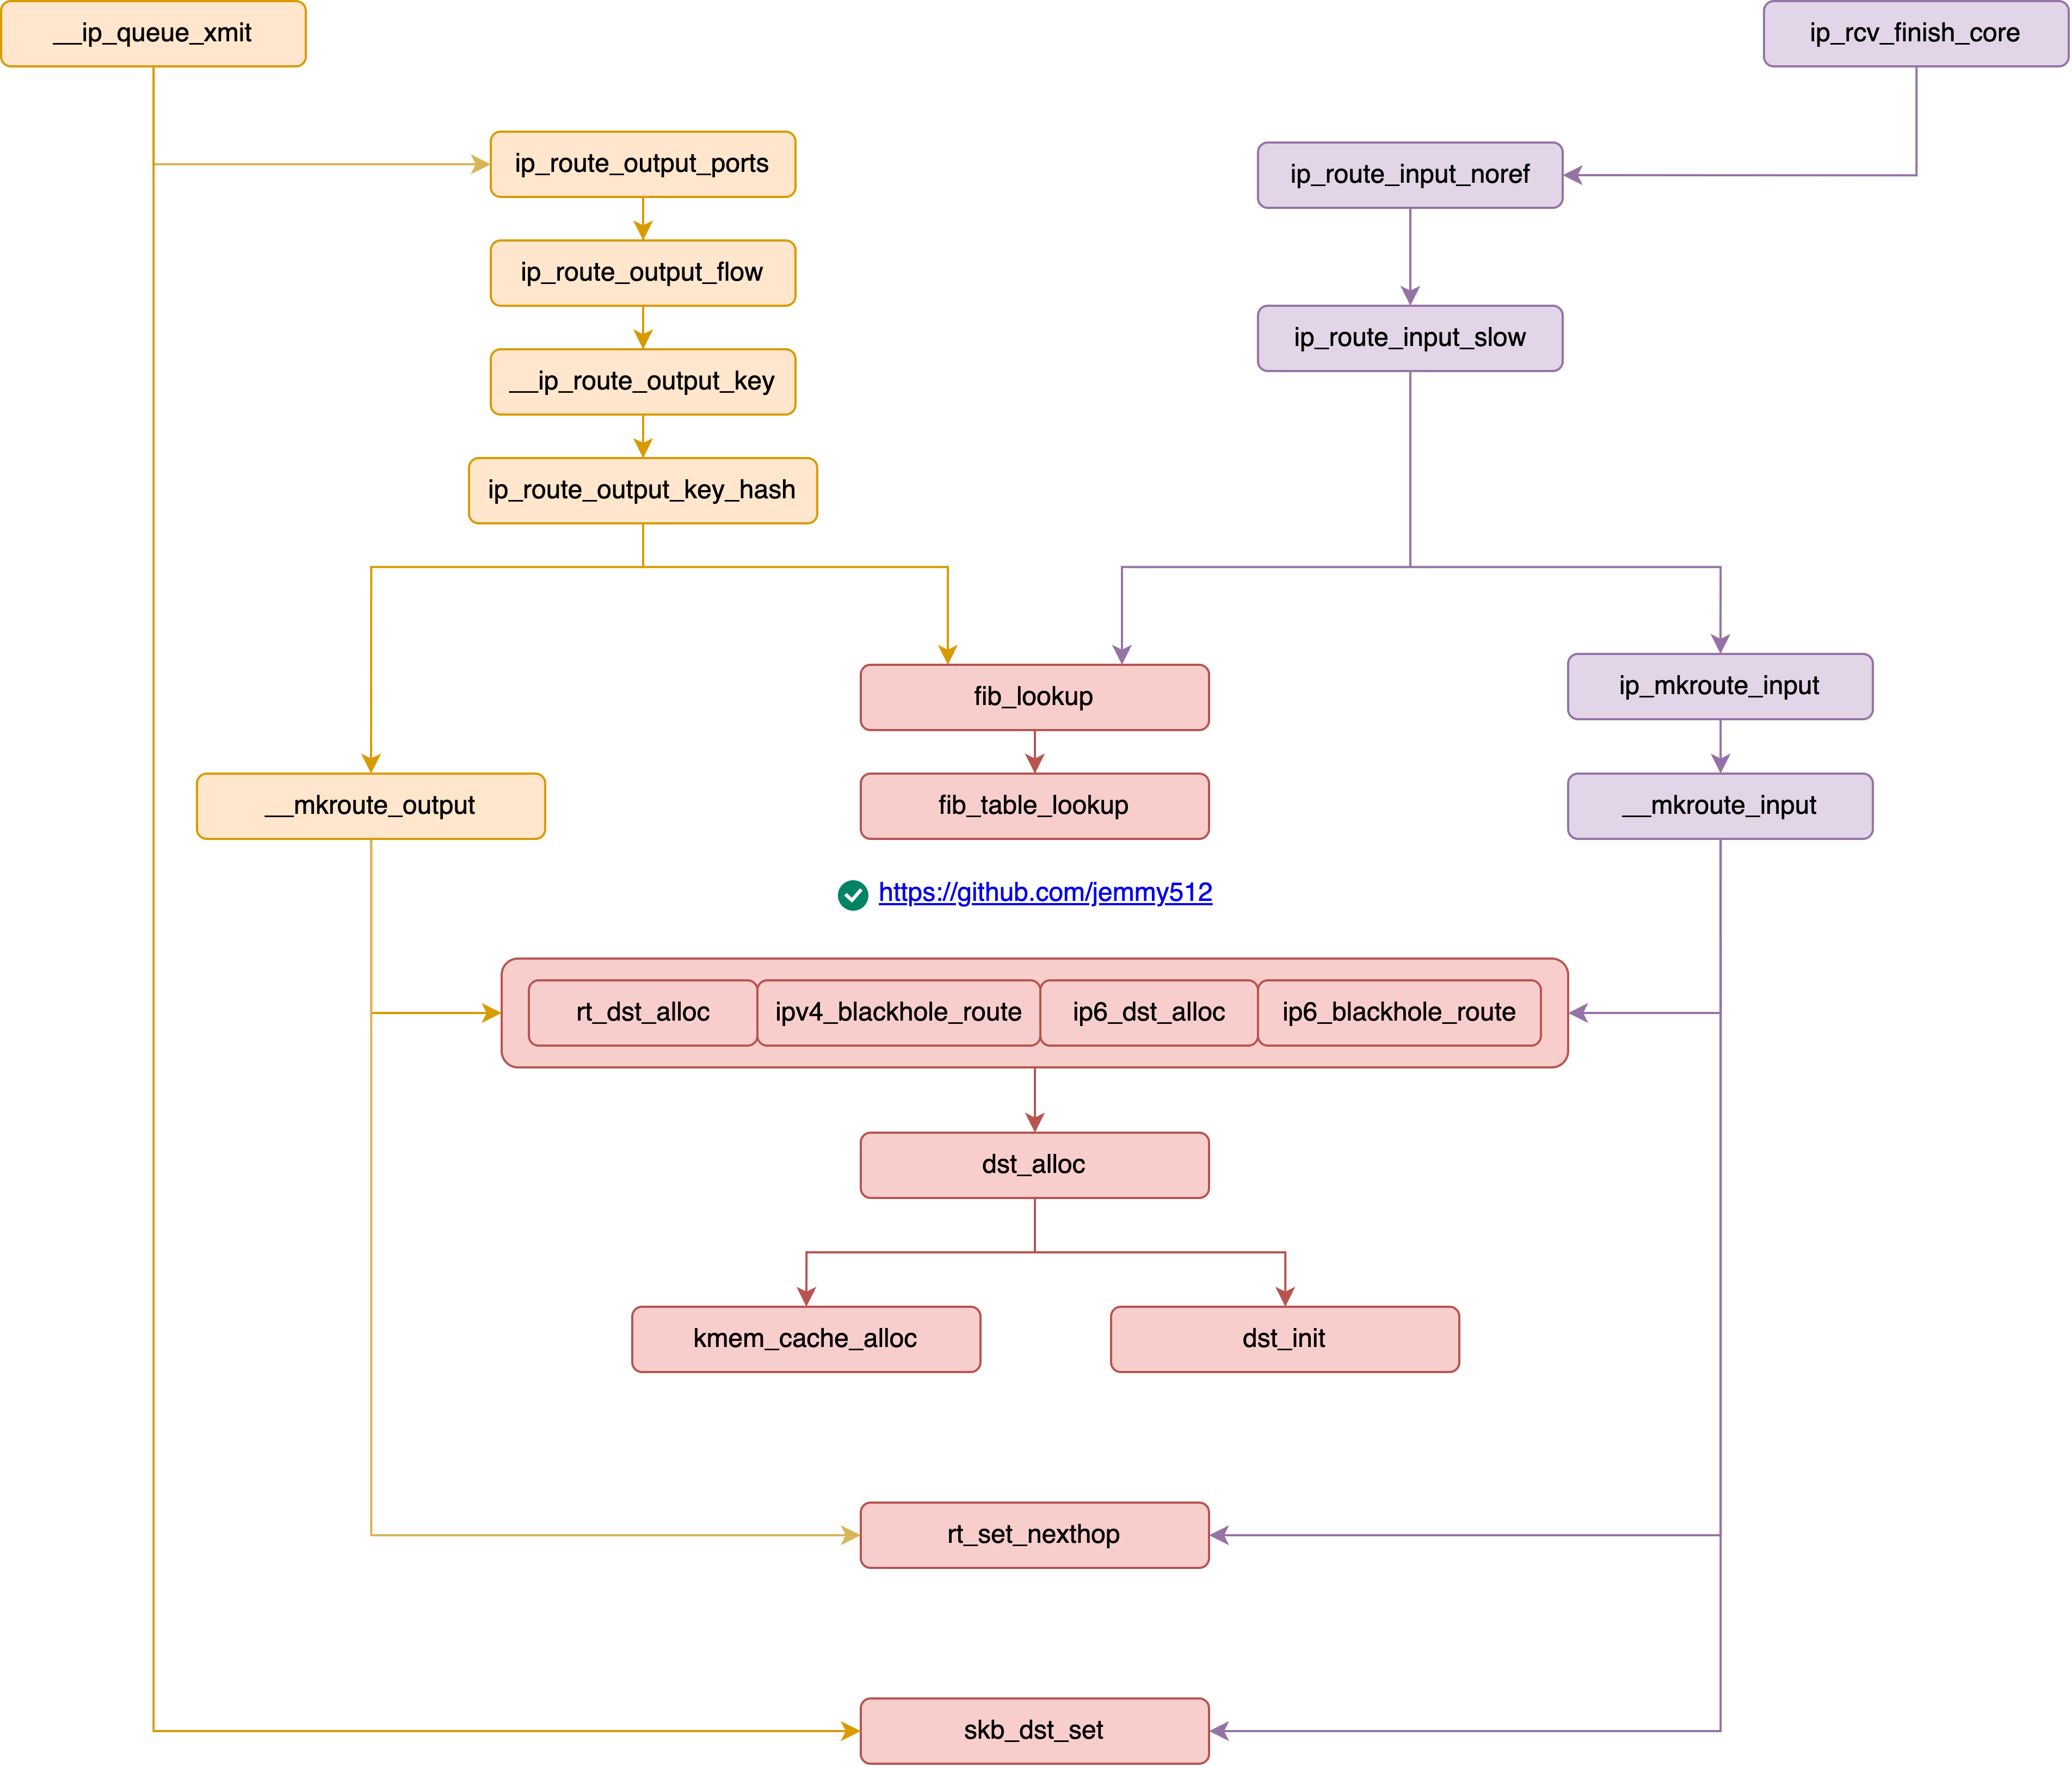 __ip_queue_xmit
ip_rcv_finish_core
ip_route_output_ports
ip_route_input_noref
ip_route_output_flow
ip_route_input_slow
__ip_route_output_key
ip_route_output_key_hash
fib_lookup
ip_mkroute_input
__mkroute_output
fib_table_lookup
__mkroute_input
https://github.com/jemmy512
rt_dst_alloc
ipv4_blackhole_route
ip6_dst_alloc
ip6_blackhole_route
dst_alloc
kmem_cache_alloc
dst_init
rt_set_nexthop
skb_dst_set